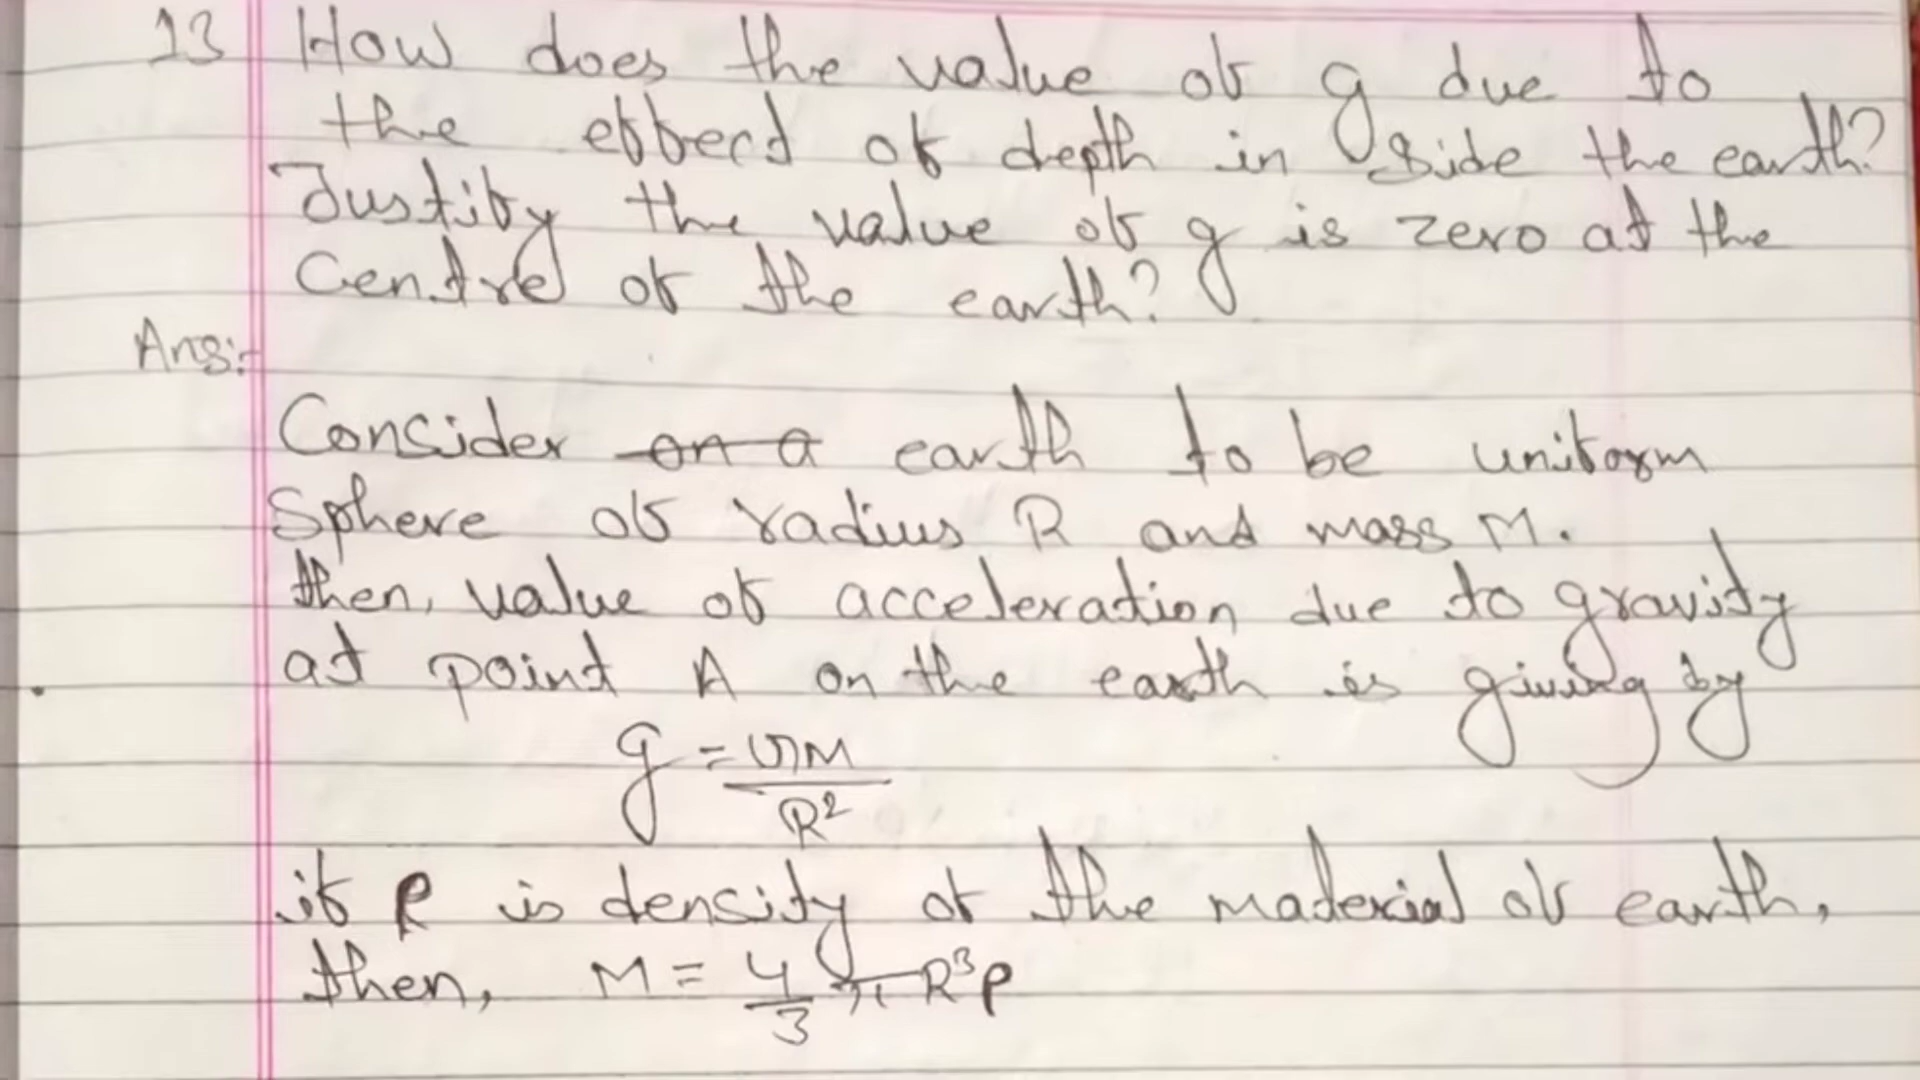 13 How does the value of g due to
the effect of depth in side the earth?
Justify the value of g is zero at the
Centre of the earth?
Ans:-
Consider on a earth to be uniform
Sphere of radius R and mass M.
then, value of acceleration due to gravity
at point A on the earth is giving by
g = GM
R²
if ρ is density of the material of earth,
then, M = 4/3 π R³ρ